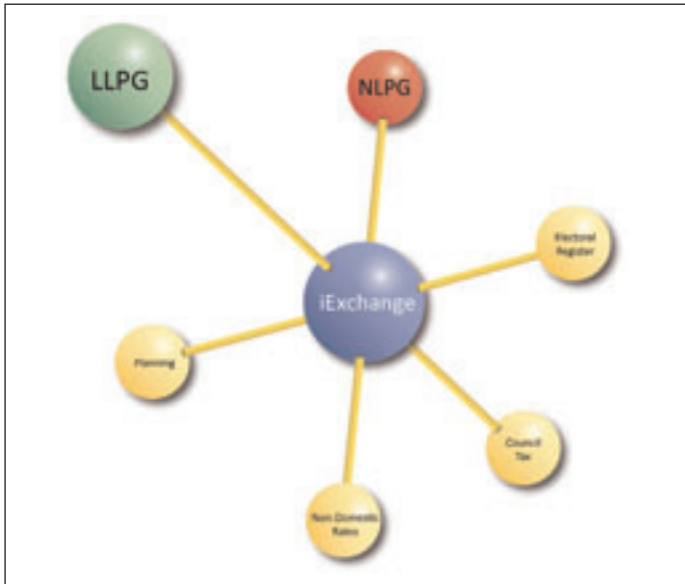 LLPG
NLPG
Electoral
Register
iExchange
Planning
Council
Tax
Non Domestic
Rates